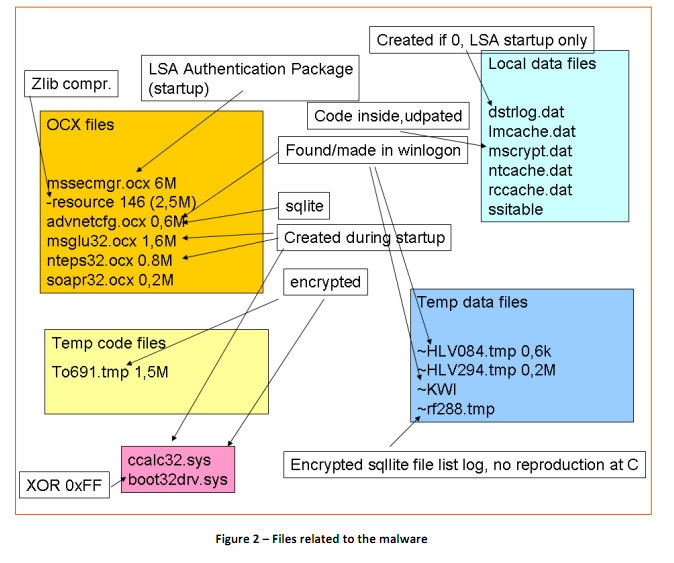 Created if 0, LSA startup only
Zlib compr.
LSA Authentication Package
(startup)
Local data files
dstrlog.dat
lmcache.dat
mscrypt.dat
ntcache.dat
rccache.dat
ssitable
Code inside,udpated
OCX files
Found/made in winlogon
mssecmgr.ocx 6M
-resource 146 (2,5M)
advnetcfg.ocx 0,6M
msglu32.ocx 1,6M
nteps32.ocx 0.8M
soapr32.ocx 0,2M
sqlite
Created during startup
encrypted
Temp data files
~HLV084.tmp 0,6k
~HLV294.tmp 0,2M
~KWI
~rf288.tmp
Temp code files
To691.tmp 1,5M
ccalc32.sys
boot32drv.sys
Encrypted sqllite file list log, no reproduction at C
XOR 0xFF
Figure 2 – Files related to the malware